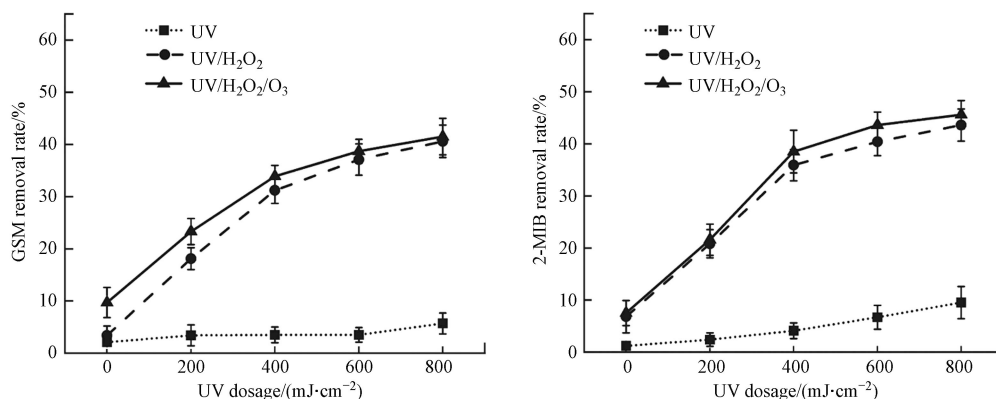 UV
UV/H₂O₂
UV/H₂O₂/O₃
GSM removal rate/%
60
50
40
30
20
10
0
0 200 400 600 800
UV dosage/(mJ·cm⁻²)
UV
UV/H₂O₂
UV/H₂O₂/O₃
2-MIB removal rate/%
60
50
40
30
20
10
0
0 200 400 600 800
UV dosage/(mJ·cm⁻²)